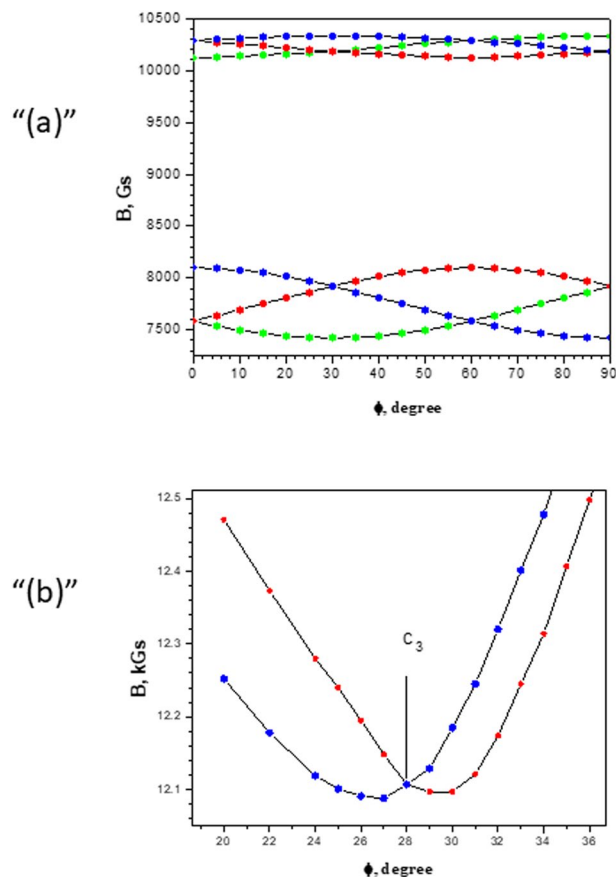 “(a)”
B, Gs
10500
10000
9500
9000
8500
8000
7500
0 10 20 30 40 50 60 70 80 90
ϕ, degree
“(b)”
B, kGs
12.5
12.4
12.3
12.2
12.1
C3
20 22 24 26 28 30 32 34 36
ϕ, degree